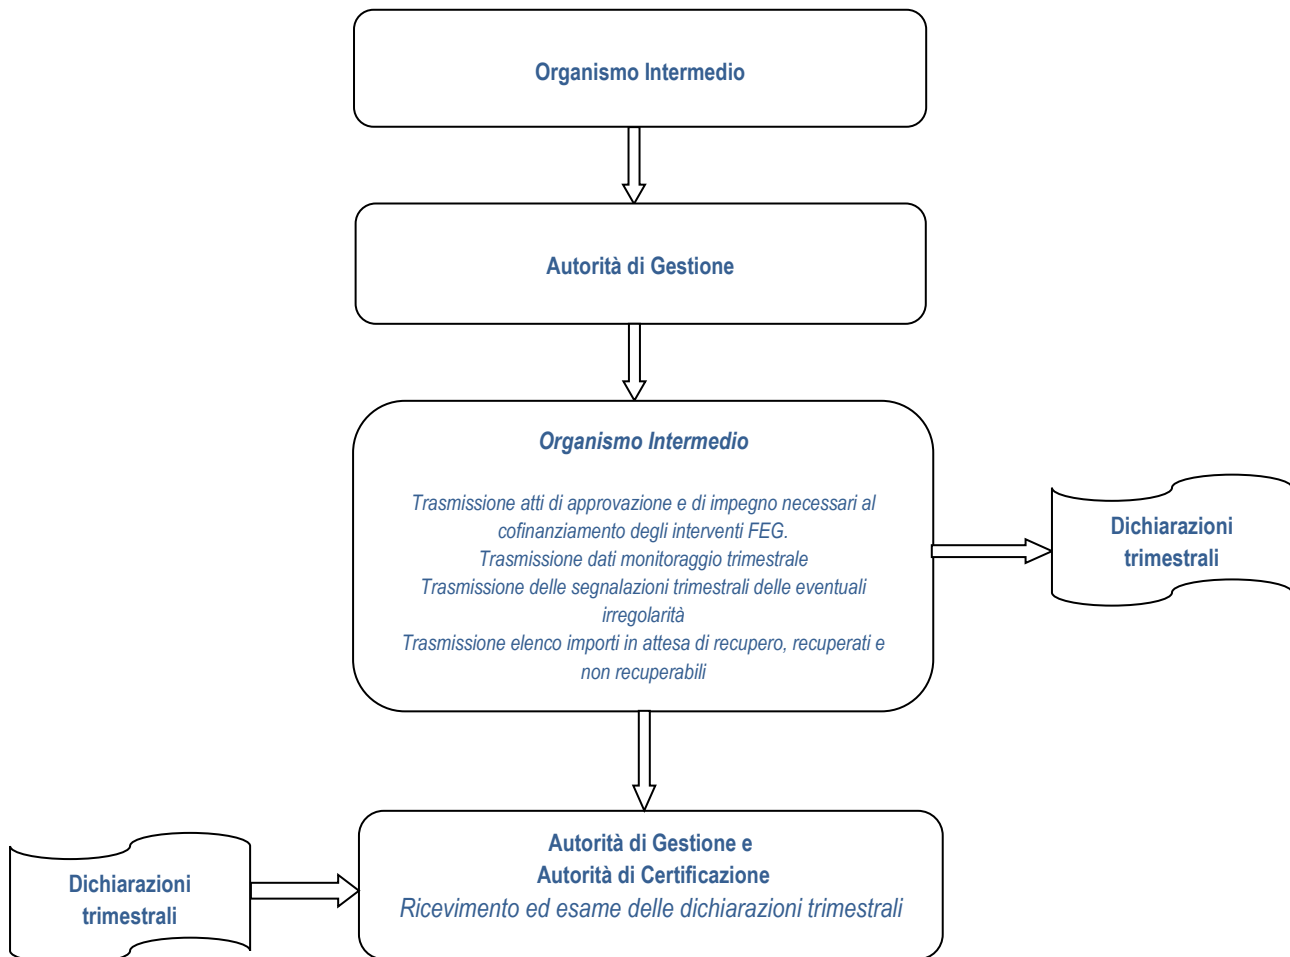 Organismo Intermedio
Autorità di Gestione
Organismo Intermedio
Trasmissione atti di approvazione e di impegno necessari al
cofinanziamento degli interventi FEG.
Trasmissione dati monitoraggio trimestrale
Trasmissione delle segnalazioni trimestrali delle eventuali
irregolarità
Trasmissione elenco importi in attesa di recupero, recuperati e
non recuperabili
Dichiarazioni
trimestrali
Dichiarazioni
trimestrali
Autorità di Gestione e
Autorità di Certificazione
Ricevimento ed esame delle dichiarazioni trimestrali